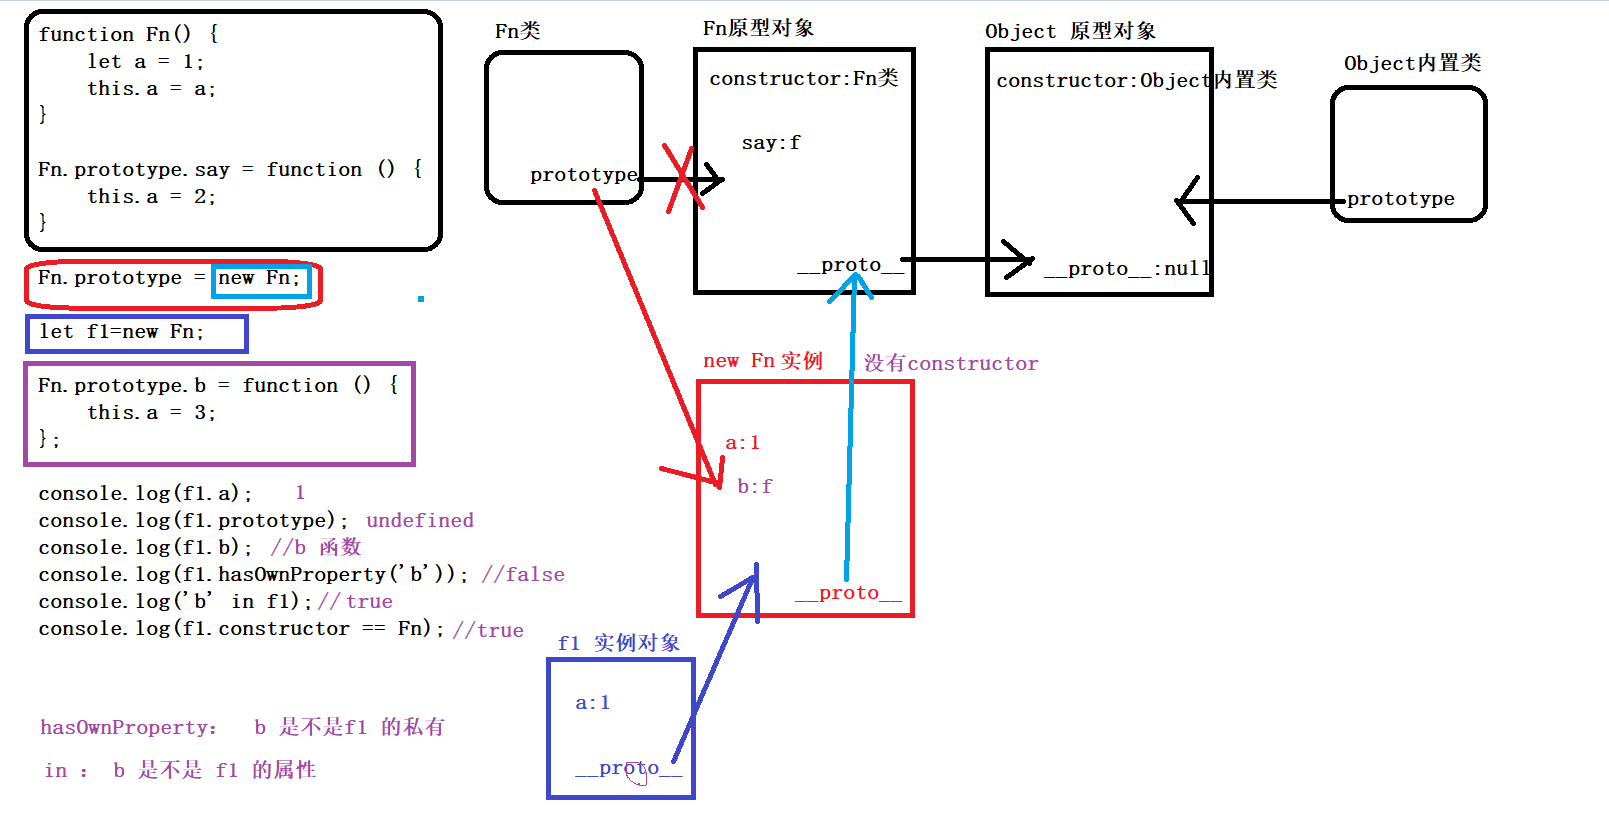 function Fn() {
let a = 1;
this.a = a;
}
Fn.prototype.say = function () {
this.a = 2;
}
Fn.prototype = new Fn;
let f1=new Fn;
Fn.prototype.b = function () {
this.a = 3;
};
console.log(f1.a); 1
console.log(f1.prototype); undefined
console.log(f1.b); //b 函数
console.log(f1.hasOwnProperty('b')); //false
console.log('b' in f1);// true
console.log(f1.constructor == Fn); //true
hasOwnProperty: b 是不是f1 的私有
in : b 是不是 f1 的属性
Fn类
prototype
Fn原型对象
constructor:Fn类
say:f
__proto__
Object 原型对象
constructor:Object内置类
__proto__:null
Object内置类
prototype
new Fn 实例
没有constructor
a:1
b:f
__proto__
f1 实例对象
a:1
__proto__